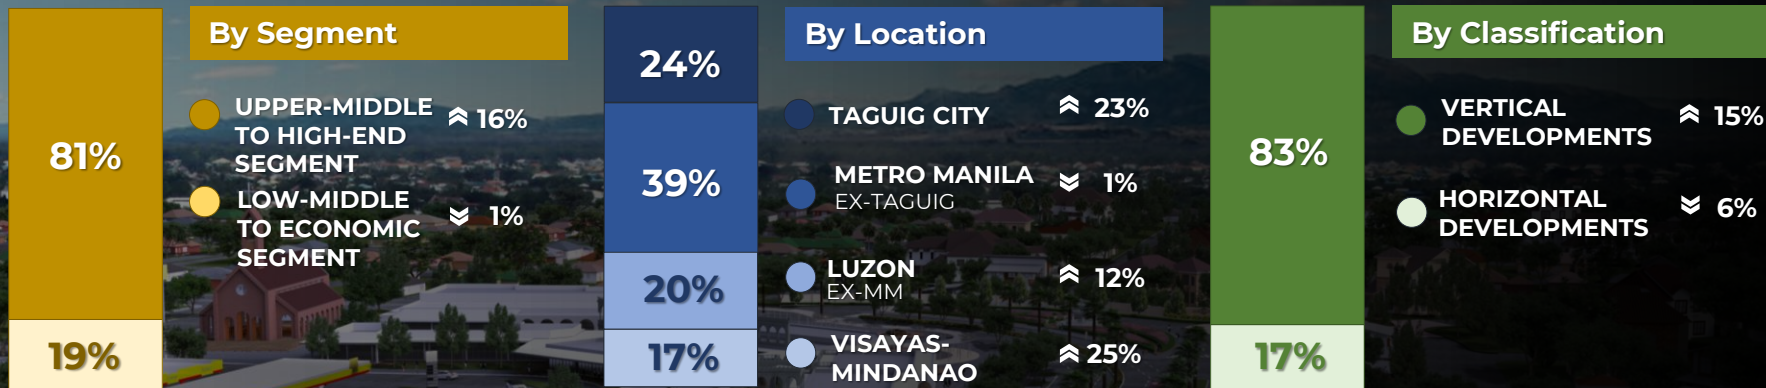 By Segment
81%
19%
UPPER-MIDDLE
TO HIGH-END
SEGMENT
16%
LOW-MIDDLE
TO ECONOMIC
SEGMENT
1%
By Location
24%
39%
20%
17%
TAGUIG CITY
23%
METRO MANILA
EX-TAGUIG
1%
LUZON
EX-MM
12%
VISAYAS-
MINDANAO
25%
By Classification
83%
17%
VERTICAL
DEVELOPMENTS
15%
HORIZONTAL
DEVELOPMENTS
6%